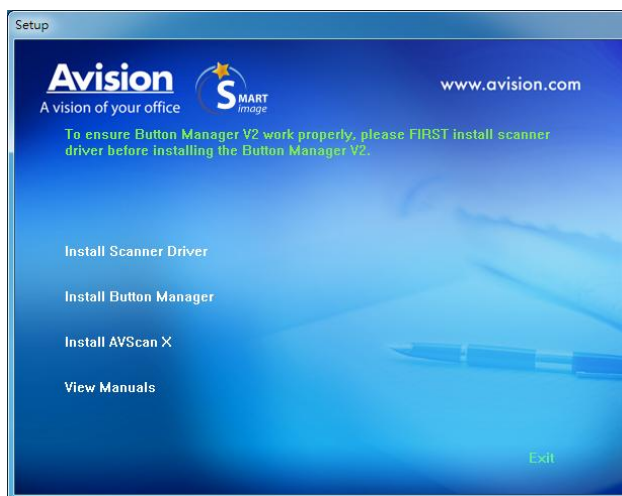 Setup
Avision
A vision of your office
SMART
image
www.avision.com
To ensure Button Manager V2 work properly, please FIRST install scanner
driver before installing the Button Manager V2.
Install Scanner Driver
Install Button Manager
Install AVScan X
View Manuals
Exit